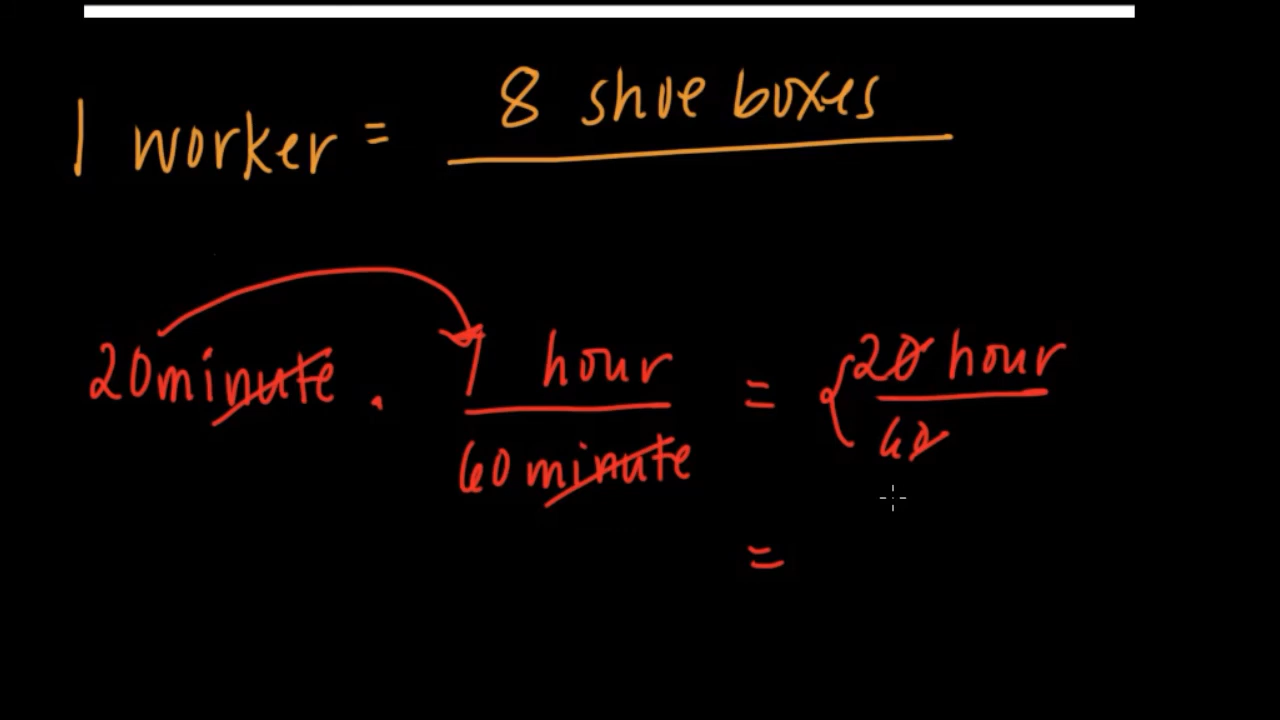 1 worker = 8 shoe boxes
20 minute . 1 hour / 60 minute = 20 hour / 60
=